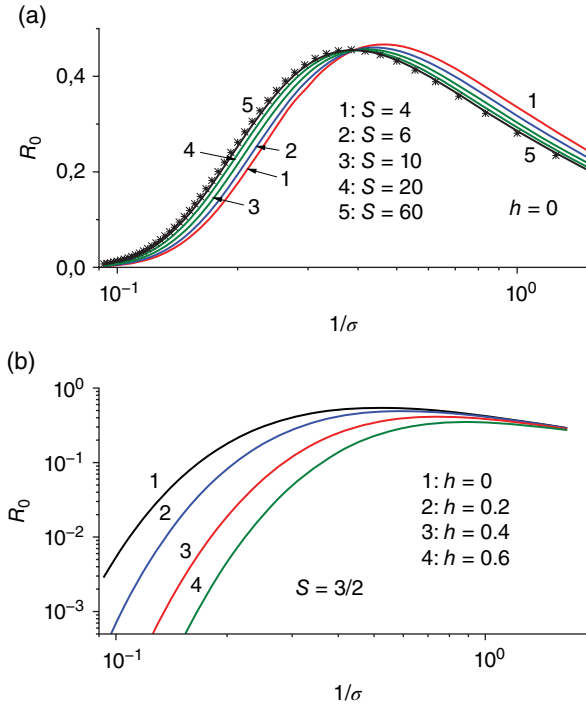 (a)
0,4
0,2
0,0
R₀
5
4
3
2
1
1: S = 4
2: S = 6
3: S = 10
4: S = 20
5: S = 60
h = 0
1
5
10⁻¹
10⁰
1/σ
(b)
10⁰
10⁻¹
10⁻²
10⁻³
R₀
1
2
3
4
1: h = 0
2: h = 0.2
3: h = 0.4
4: h = 0.6
S = 3/2
10⁻¹
10⁰
1/σ